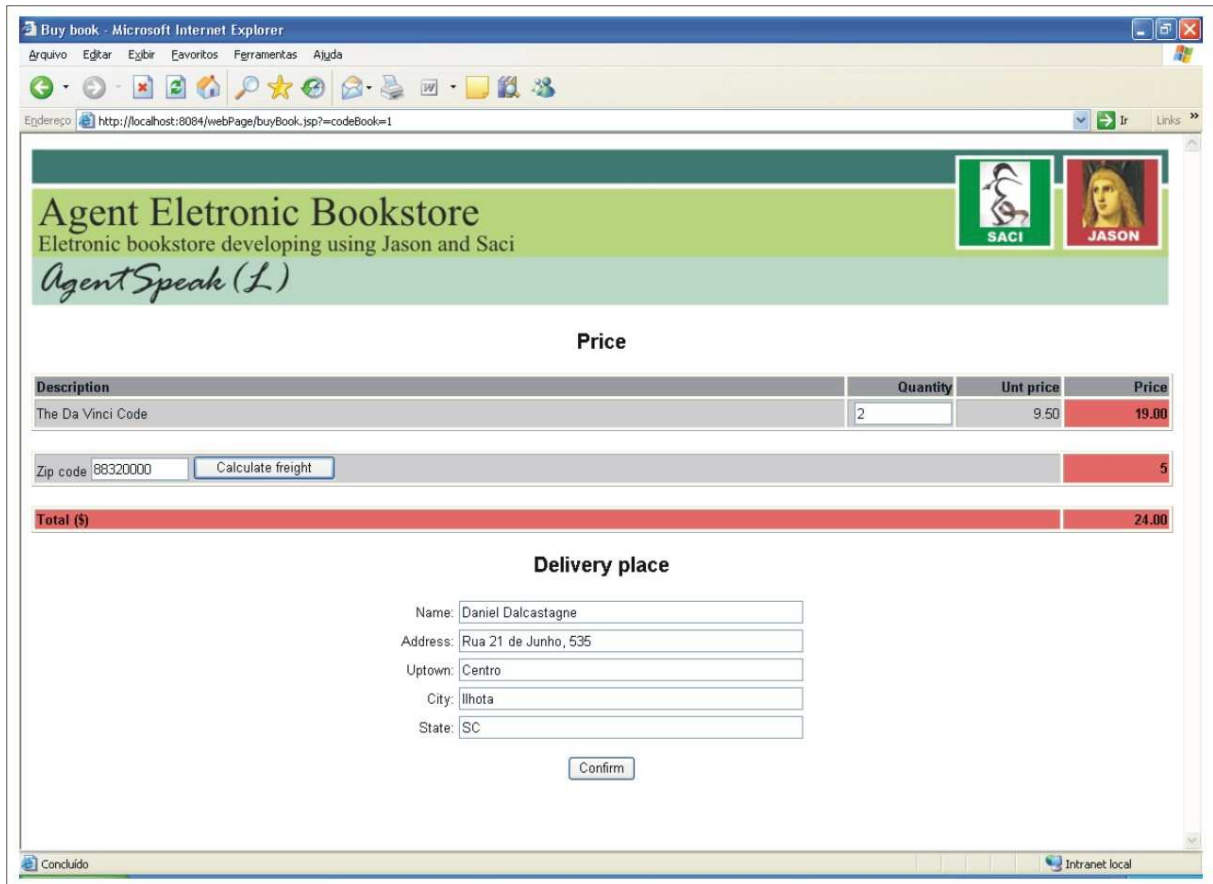 Buy book - Microsoft Internet Explorer
Arquivo Editar Exibir Favoritos Ferramentas Ajuda
Endereço http://localhost:8084/webPage/buyBook.jsp?=codeBook=1 Ir Links »
Agent Eletronic Bookstore
Eletronic bookstore developing using Jason and Saci
AgentSpeak (L)
SACI JASON
Price
Description Quantity Unt price Price
The Da Vinci Code 2 9.50 19.00
Zip code 88320000 Calculate freight 5
Total ($) 24.00
Delivery place
Name: Daniel Dalcastagne
Address: Rua 21 de Junho, 535
Uptown: Centro
City: Ilhota
State: SC
Confirm
Concluído Intranet local